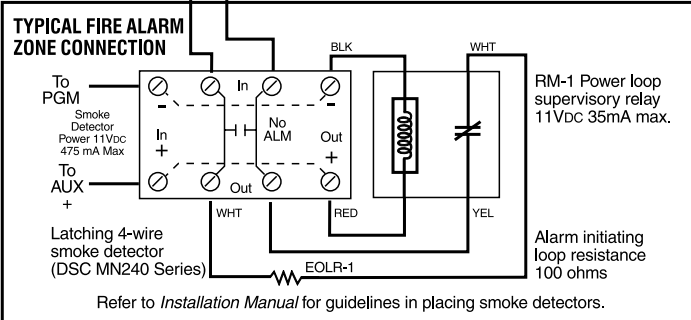 TYPICAL FIRE ALARM
ZONE CONNECTION
BLK
WHT
To
PGM
-
In
-
RM-1 Power loop
supervisory relay
11VDC 35mA max.
Smoke
Detector
Power 11VDC
475 mA Max
In
+
No
ALM
Out
+
To
AUX
+
Out
WHT
RED
YEL
Latching 4-wire
smoke detector
(DSC MN240 Series)
EOLR-1
Alarm initiating
loop resistance
100 ohms
Refer to Installation Manual for guidelines in placing smoke detectors.